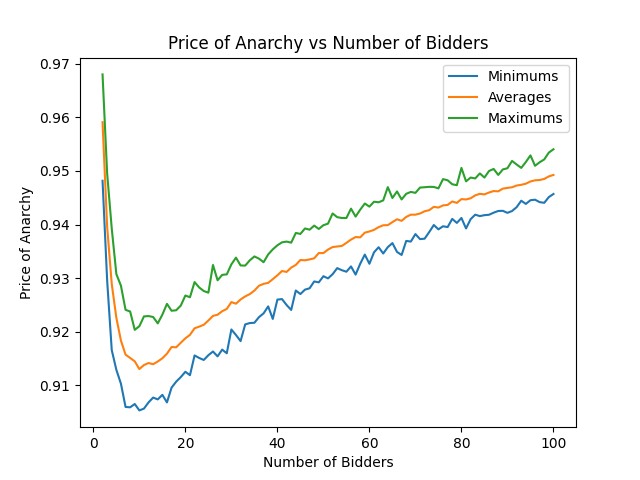 Price of Anarchy vs Number of Bidders
Minimums
Averages
Maximums
Price of Anarchy
0.97
0.96
0.95
0.94
0.93
0.92
0.91
0 20 40 60 80 100
Number of Bidders